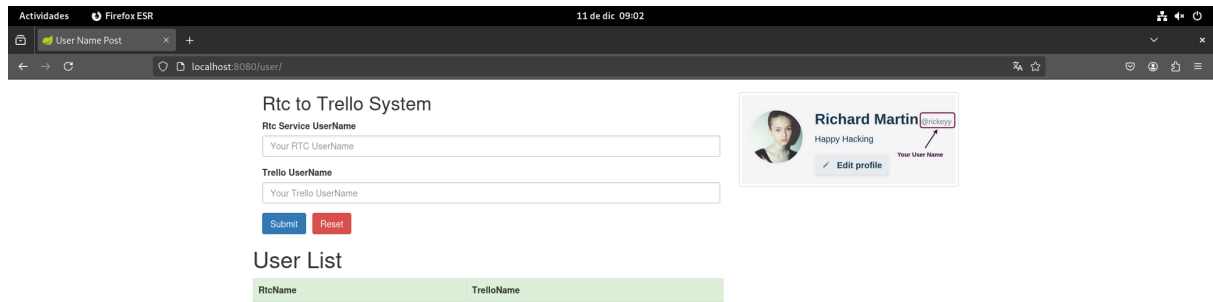 Actividades Firefox ESR 11 de dic 09:02
User Name Post
localhost:8080/user/
Rtc to Trello System
Rtc Service UserName
Your RTC UserName
Trello UserName
Your Trello UserName
Submit Reset
Richard Martin @rickeyy
Happy Hacking
Your User Name
Edit profile
User List
RtcName TrelloName